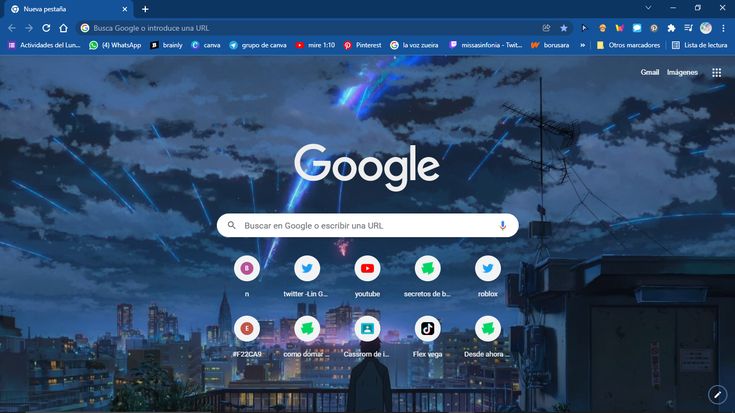 Nueva pestaña
Busca Google o introduce una URL
Actividades del Lun... (4) WhatsApp brainly canva grupo de canva mire 1:10 Pinterest la voz zueira missasinfonia - Twit... borusara » Otros marcadores Lista de lectura
Gmail Imágenes
Google
Buscar en Google o escribir una URL
n twitter -Lin G... youtube secretos de b... roblox
#F22CA9 como domar Cassrom de i... Flex vega Desde ahora ...